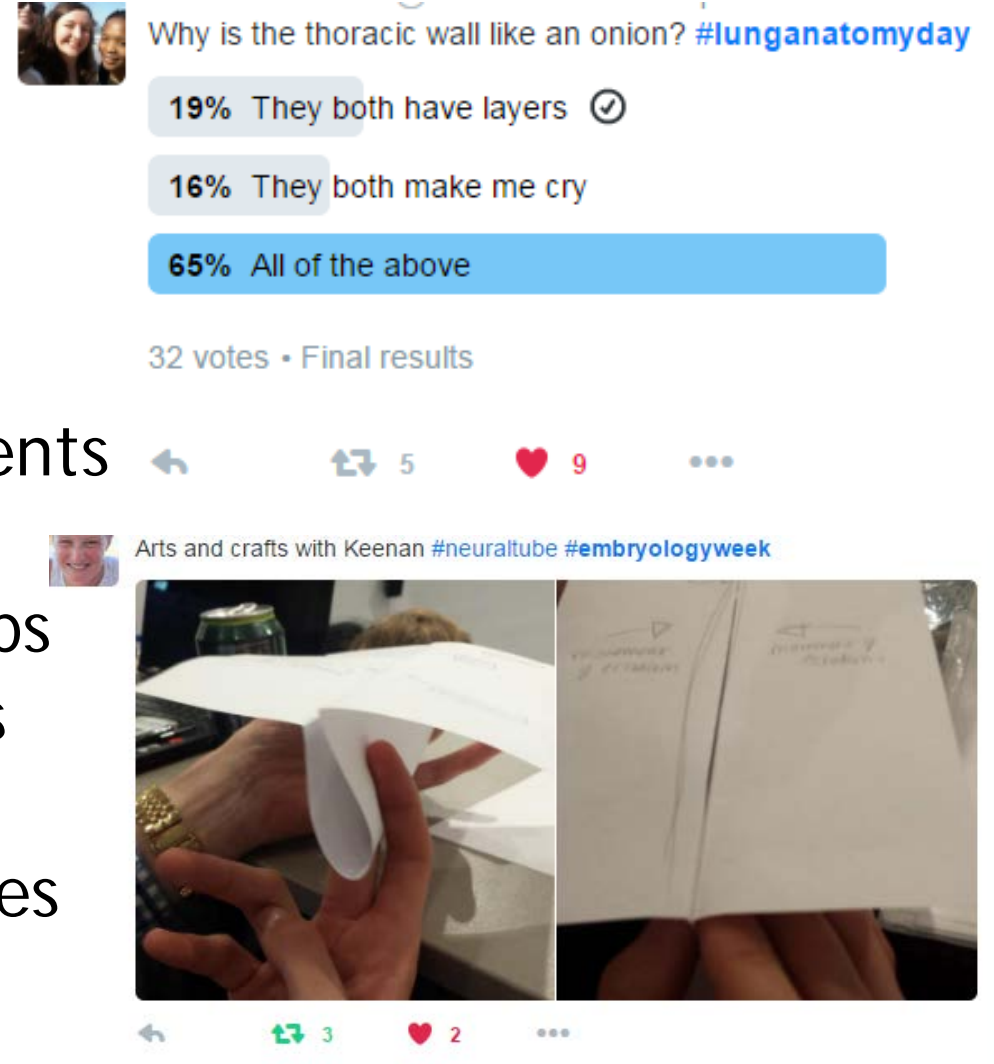 Why is the thoracic wall like an onion? #lunganatomyday
19% They both have layers
16% They both make me cry
65% All of the above
32 votes • Final results
ents
5
9
Arts and crafts with Keenan #neuraltube #embryologyweek
es
3
2